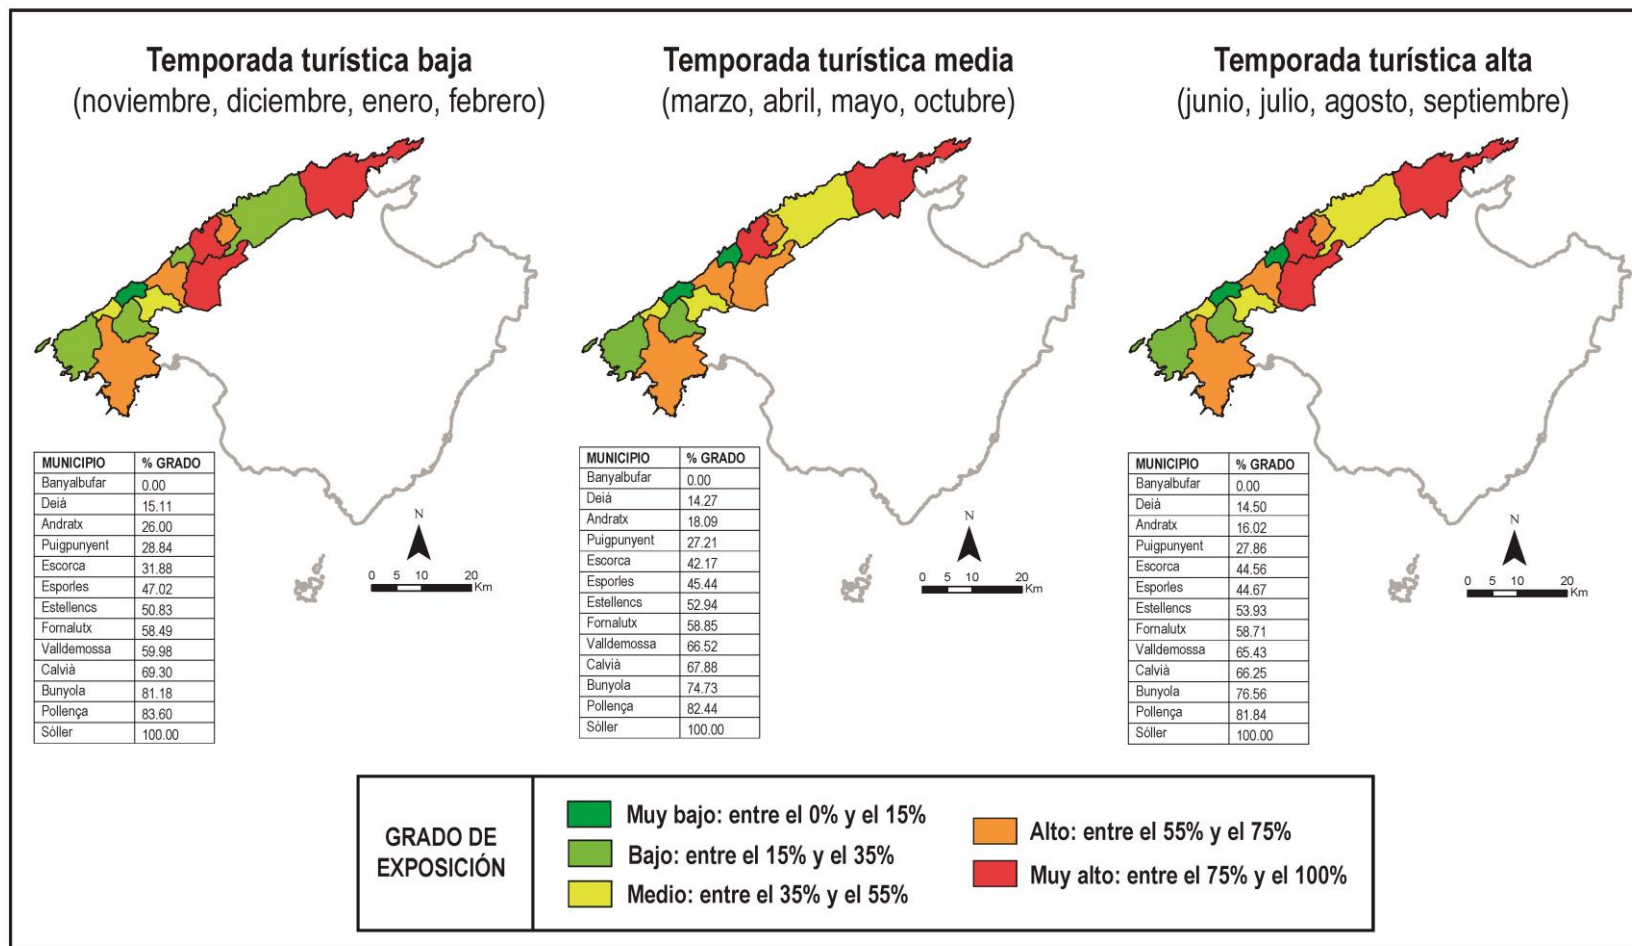 Temporada turística baja
(noviembre, diciembre, enero, febrero)
MUNICIPIO % GRADO
Banyalbufar 0.00
Deiá 15.11
Andratx 26.00
Puigpunyent 28.84
Escorca 31.88
Esporles 47.02
Estellencs 50.83
Fornalutx 58.49
Valldemossa 59.98
Calvià 69.30
Bunyola 81.18
Pollença 83.60
Sóller 100.00
N
0 5 10 20
Km
Temporada turística media
(marzo, abril, mayo, octubre)
MUNICIPIO % GRADO
Banyalbufar 0.00
Deiá 14.27
Andratx 18.09
Puigpunyent 27.21
Escorca 42.17
Esporles 45.44
Estellencs 52.94
Fornalutx 58.85
Valldemossa 66.52
Calvià 67.88
Bunyola 74.73
Pollença 82.44
Sóller 100.00
N
0 5 10 20
Km
Temporada turística alta
(junio, julio, agosto, septiembre)
MUNICIPIO % GRADO
Banyalbufar 0.00
Deiá 14.50
Andratx 16.02
Puigpunyent 27.86
Escorca 44.56
Esporles 44.67
Estellencs 53.93
Fornalutx 58.71
Valldemossa 65.43
Calvià 66.25
Bunyola 76.56
Pollença 81.84
Sóller 100.00
N
0 5 10 20
Km
GRADO DE
EXPOSICIÓN
Muy bajo: entre el 0% y el 15%
Bajo: entre el 15% y el 35%
Medio: entre el 35% y el 55%
Alto: entre el 55% y el 75%
Muy alto: entre el 75% y el 100%